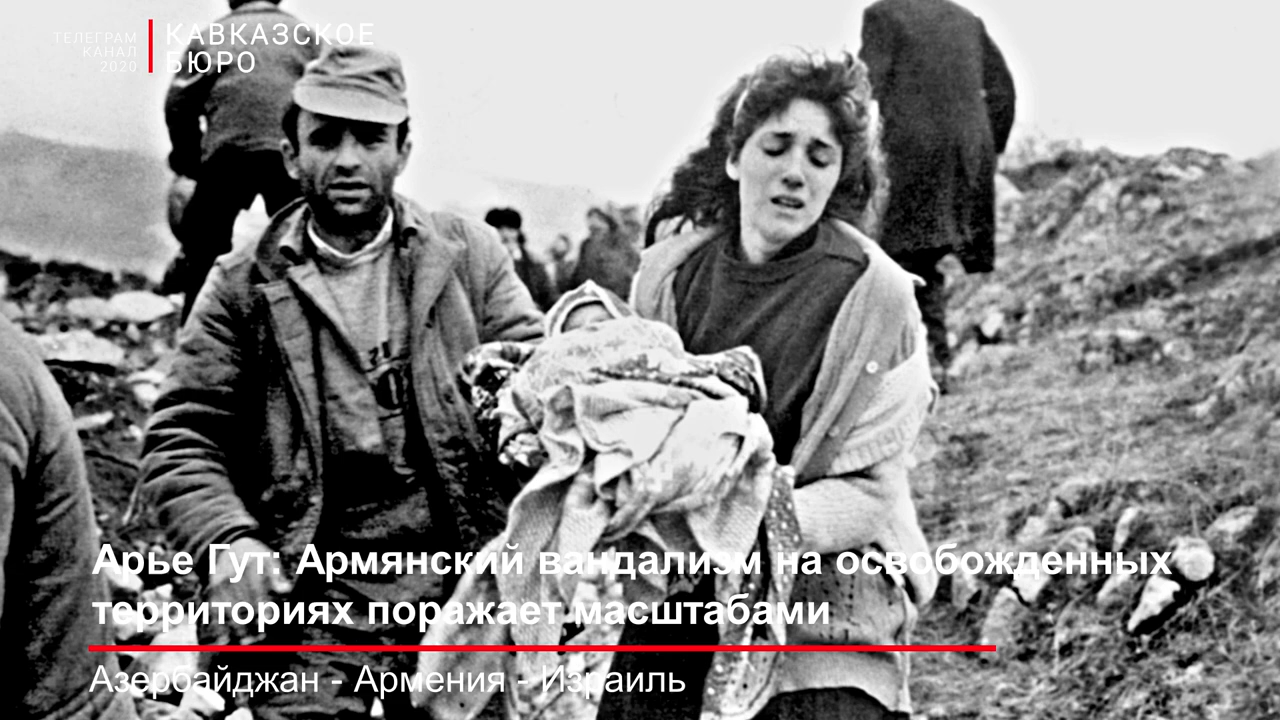 ТЕЛЕГРАМ
КАНАЛ
2020
КАВКАЗСКОЕ
БЮРО
Арье Гут: Армянский вандализм на освобожденных
территориях поражает масштабами
Азербайджан - Армения - Израиль